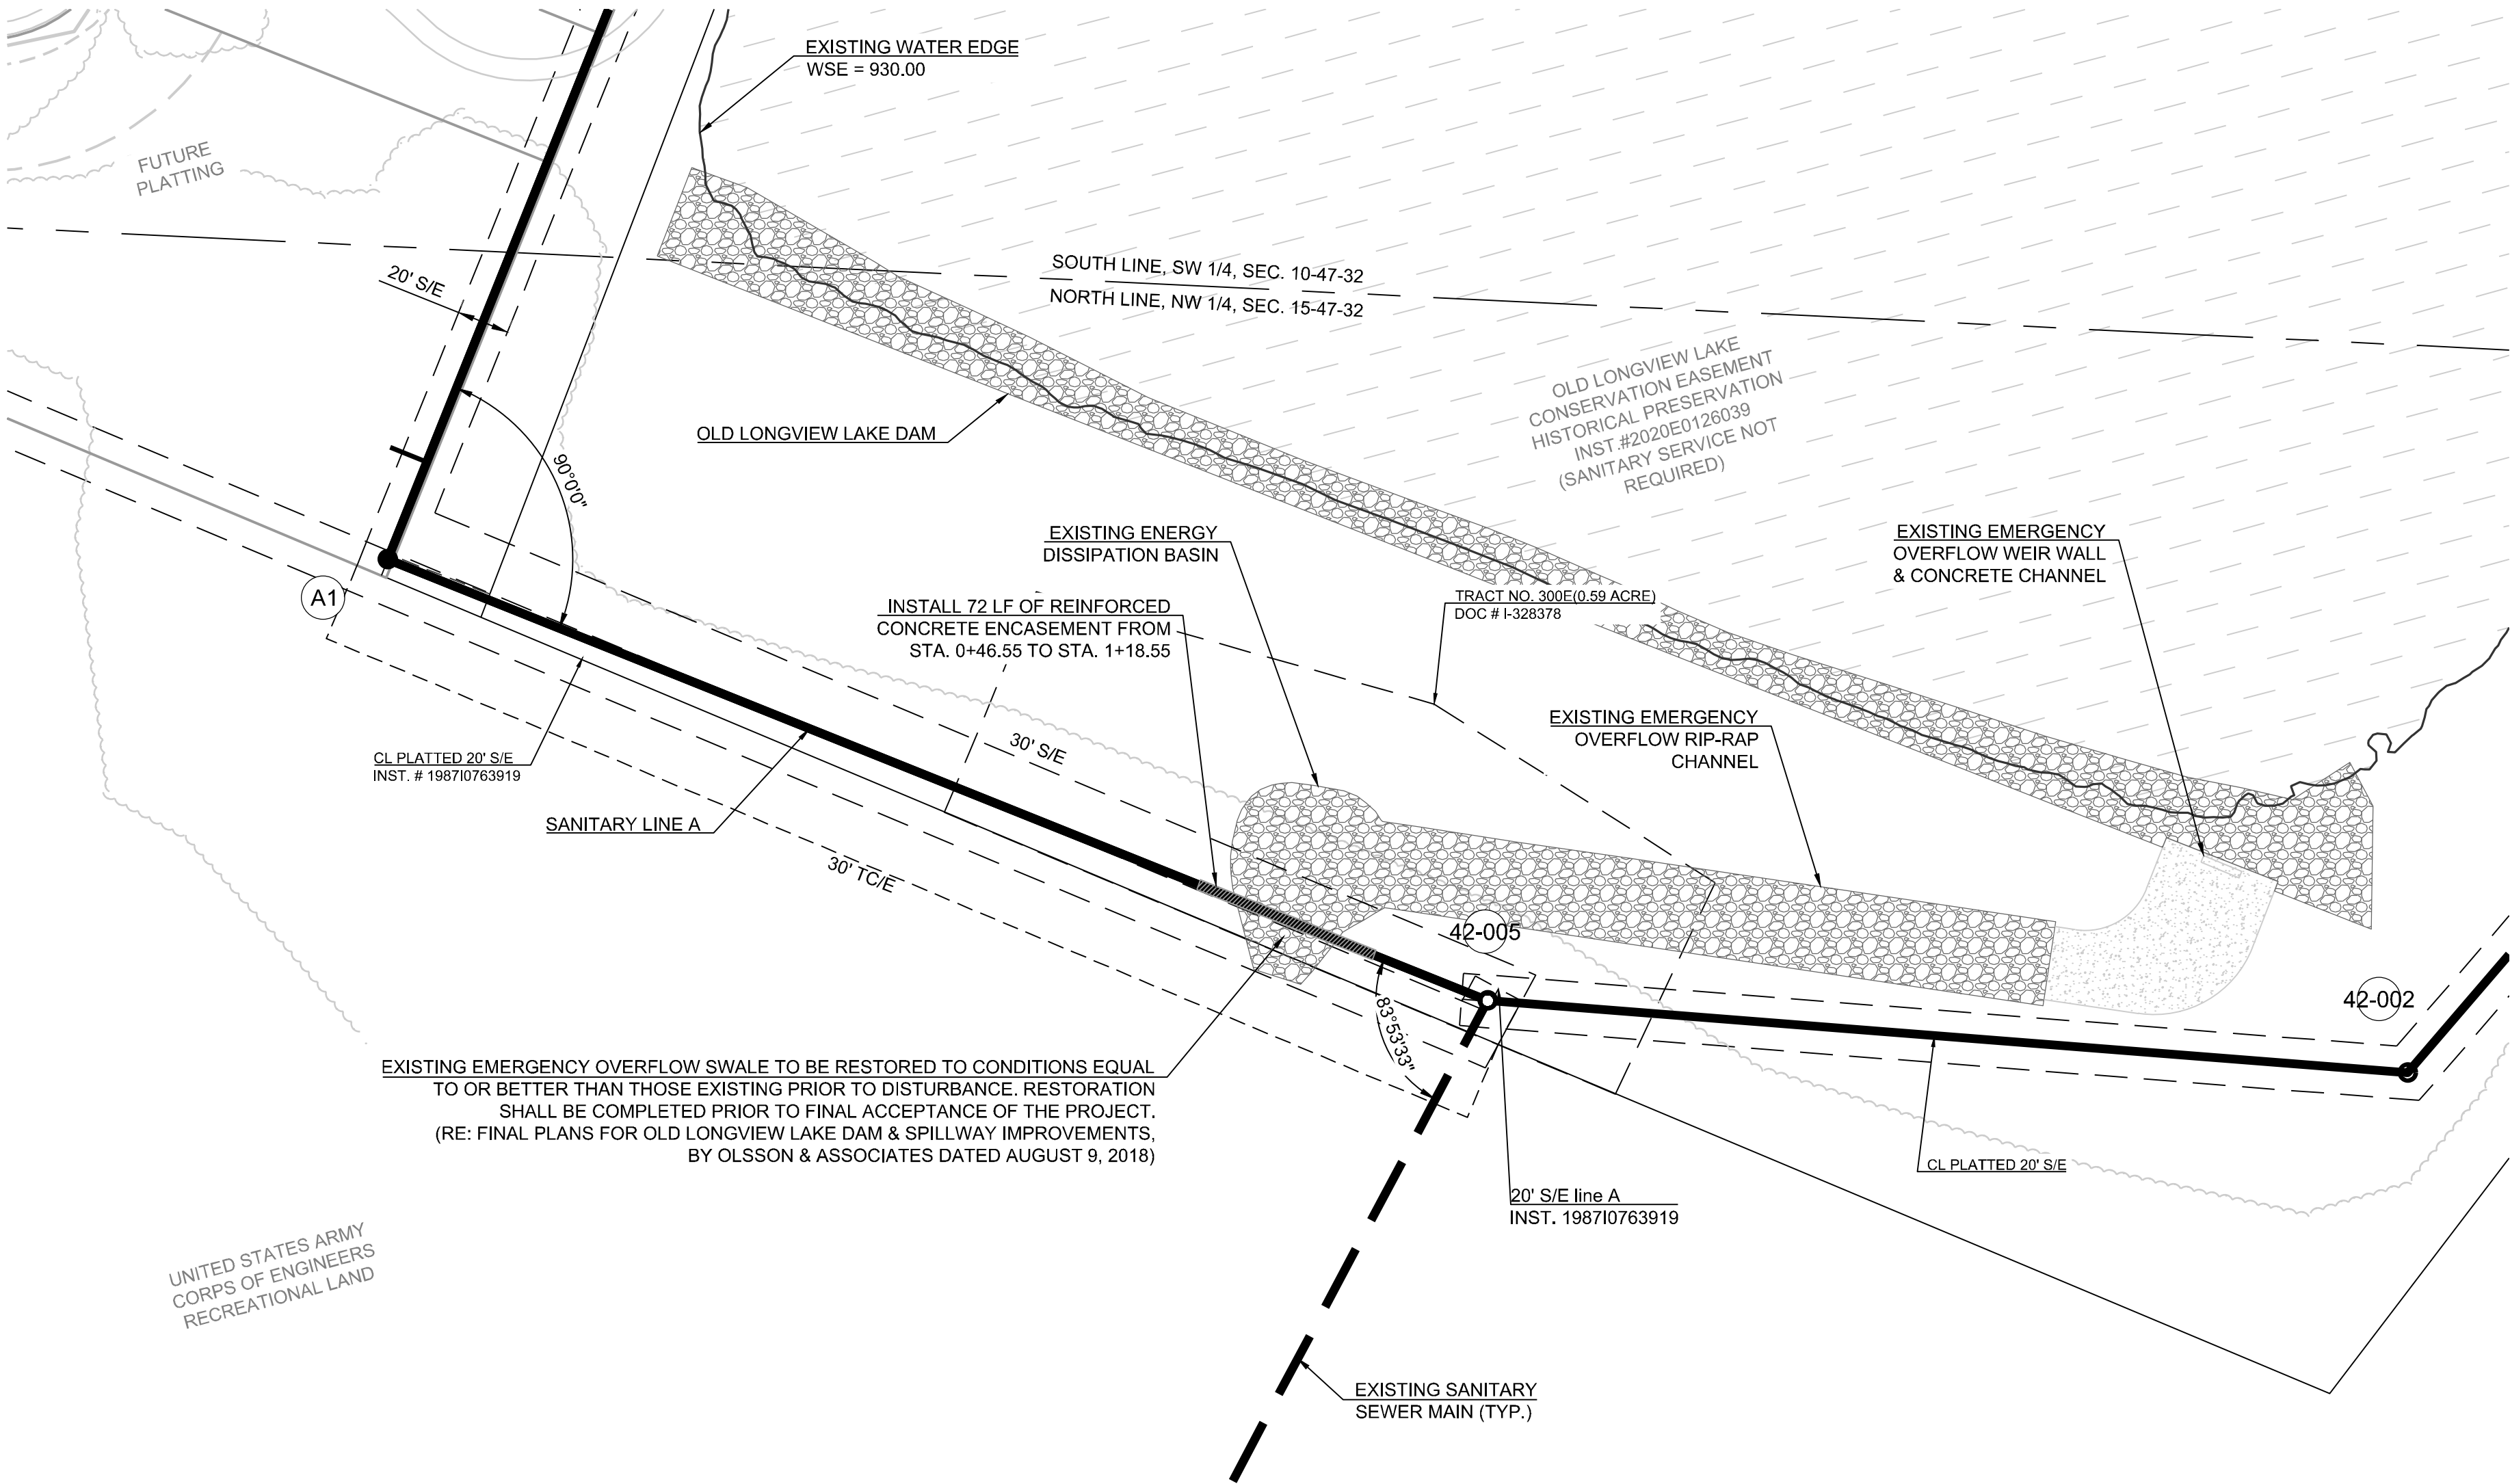 EXISTING WATER EDGE
WSE = 930.00
FUTURE
PLATTING
20' S/E
SOUTH LINE, SW 1/4, SEC. 10-47-32
NORTH LINE, NW 1/4, SEC. 15-47-32
OLD LONGVIEW LAKE
CONSERVATION EASEMENT
HISTORICAL PRESERVATION
INST.#2020E0126039
(SANITARY SERVICE NOT
REQUIRED)
OLD LONGVIEW LAKE DAM
90°0'0"
EXISTING ENERGY
DISSIPATION BASIN
EXISTING EMERGENCY
OVERFLOW WEIR WALL
& CONCRETE CHANNEL
A1
INSTALL 72 LF OF REINFORCED
CONCRETE ENCASEMENT FROM
STA. 0+46.55 TO STA. 1+18.55
TRACT NO. 300E(0.59 ACRE)
DOC # I-328378
EXISTING EMERGENCY
OVERFLOW RIP-RAP
CHANNEL
30' S/E
CL PLATTED 20' S/E
INST. # 1987I0763919
SANITARY LINE A
30' TC/E
42-005
42-002
83°53'33"
EXISTING EMERGENCY OVERFLOW SWALE TO BE RESTORED TO CONDITIONS EQUAL
TO OR BETTER THAN THOSE EXISTING PRIOR TO DISTURBANCE. RESTORATION
SHALL BE COMPLETED PRIOR TO FINAL ACCEPTANCE OF THE PROJECT.
(RE: FINAL PLANS FOR OLD LONGVIEW LAKE DAM & SPILLWAY IMPROVEMENTS,
BY OLSSON & ASSOCIATES DATED AUGUST 9, 2018)
CL PLATTED 20' S/E
20' S/E line A
INST. 1987I0763919
UNITED STATES ARMY
CORPS OF ENGINEERS
RECREATIONAL LAND
EXISTING SANITARY
SEWER MAIN (TYP.)